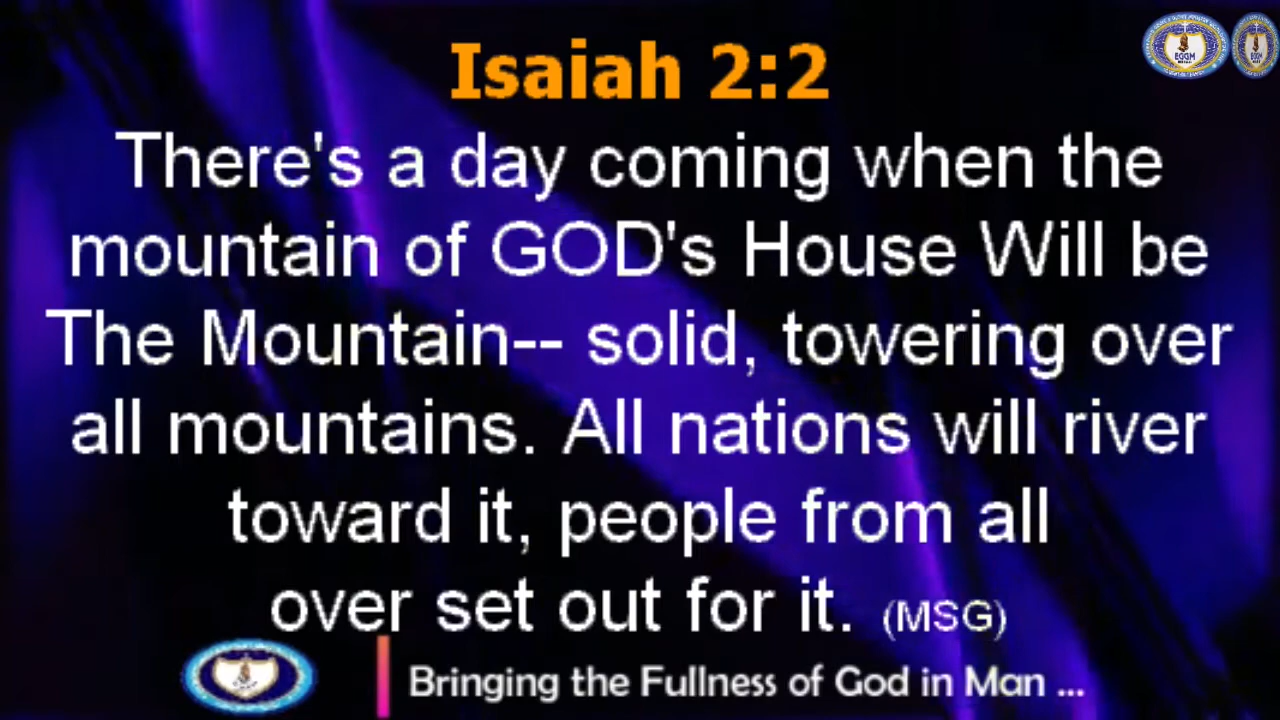 Isaiah 2:2
There's a day coming when the
mountain of GOD's House Will be
The Mountain-- solid, towering over
all mountains. All nations will river
toward it, people from all
over set out for it. (MSG)
Bringing the Fullness of God in Man ...
EGGM
EGGM